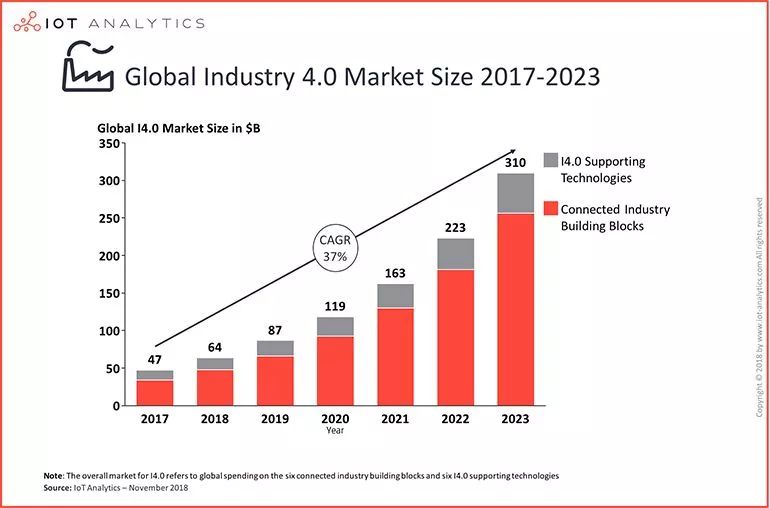 IOT ANALYTICS
Global Industry 4.0 Market Size 2017-2023
Global I4.0 Market Size in $B
350
300
250
200
150
100
50
0
47
64
87
119
163
223
310
CAGR
37%
2017
2018
2019
2020
2021
2022
2023
Year
I4.0 Supporting
Technologies
Connected Industry
Building Blocks
Note: The overall market for I4.0 refers to global spending on the six connected industry building blocks and six I4.0 supporting technologies
Source: IoT Analytics – November 2018
Copyright © 2018 by www.iot-analytics.com All rights reserved